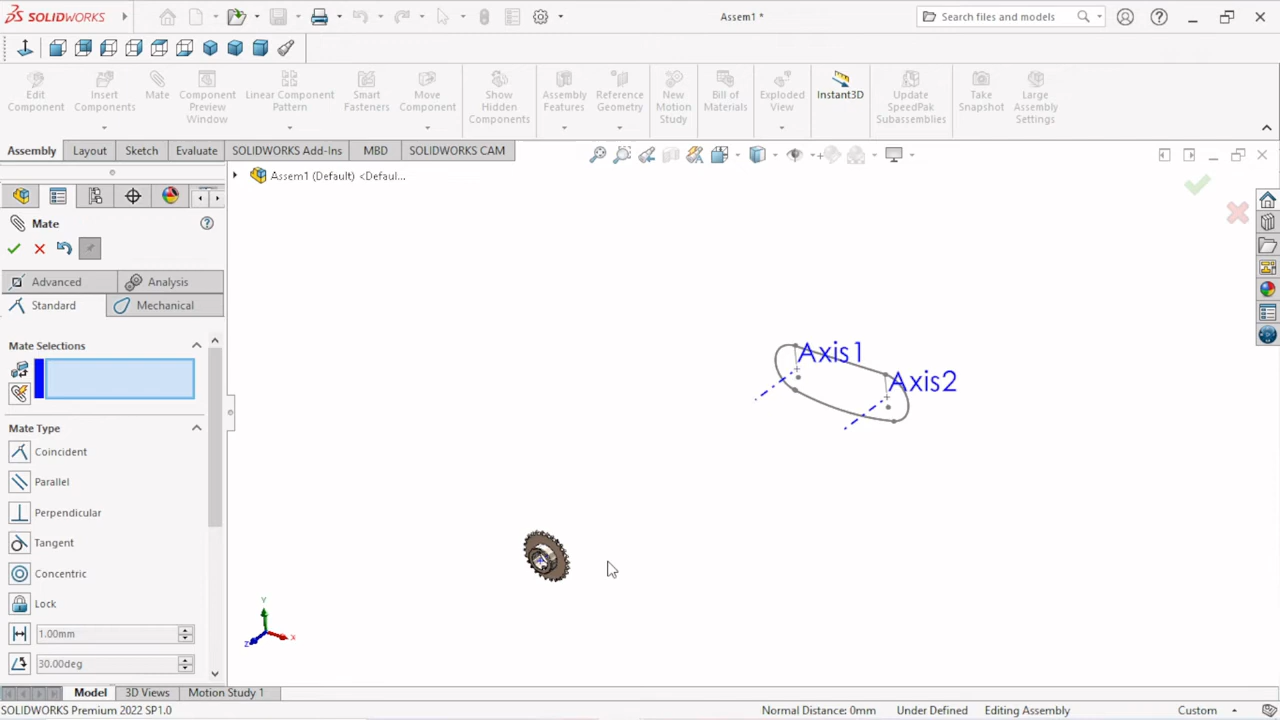 SOLIDWORKS
Assem1 *
Search files and models
Edit Component
Insert Components
Mate
Component Preview Window
Linear Component Pattern
Smart Fasteners
Move Component
Show Hidden Components
Assembly Features
Reference Geometry
New Motion Study
Bill of Materials
Exploded View
Instant3D
Update SpeedPak Subassemblies
Take Snapshot
Large Assembly Settings
Assembly
Layout
Sketch
Evaluate
SOLIDWORKS Add-Ins
MBD
SOLIDWORKS CAM
Assem1 (Default) <Defaul...
Mate
Advanced
Analysis
Standard
Mechanical
Mate Selections
Mate Type
Coincident
Parallel
Perpendicular
Tangent
Concentric
Lock
1.00mm
30.00deg
Axis1
Axis2
Y
X
Z
Model
3D Views
Motion Study 1
SOLIDWORKS Premium 2022 SP1.0
Normal Distance: 0mm
Under Defined
Editing Assembly
Custom